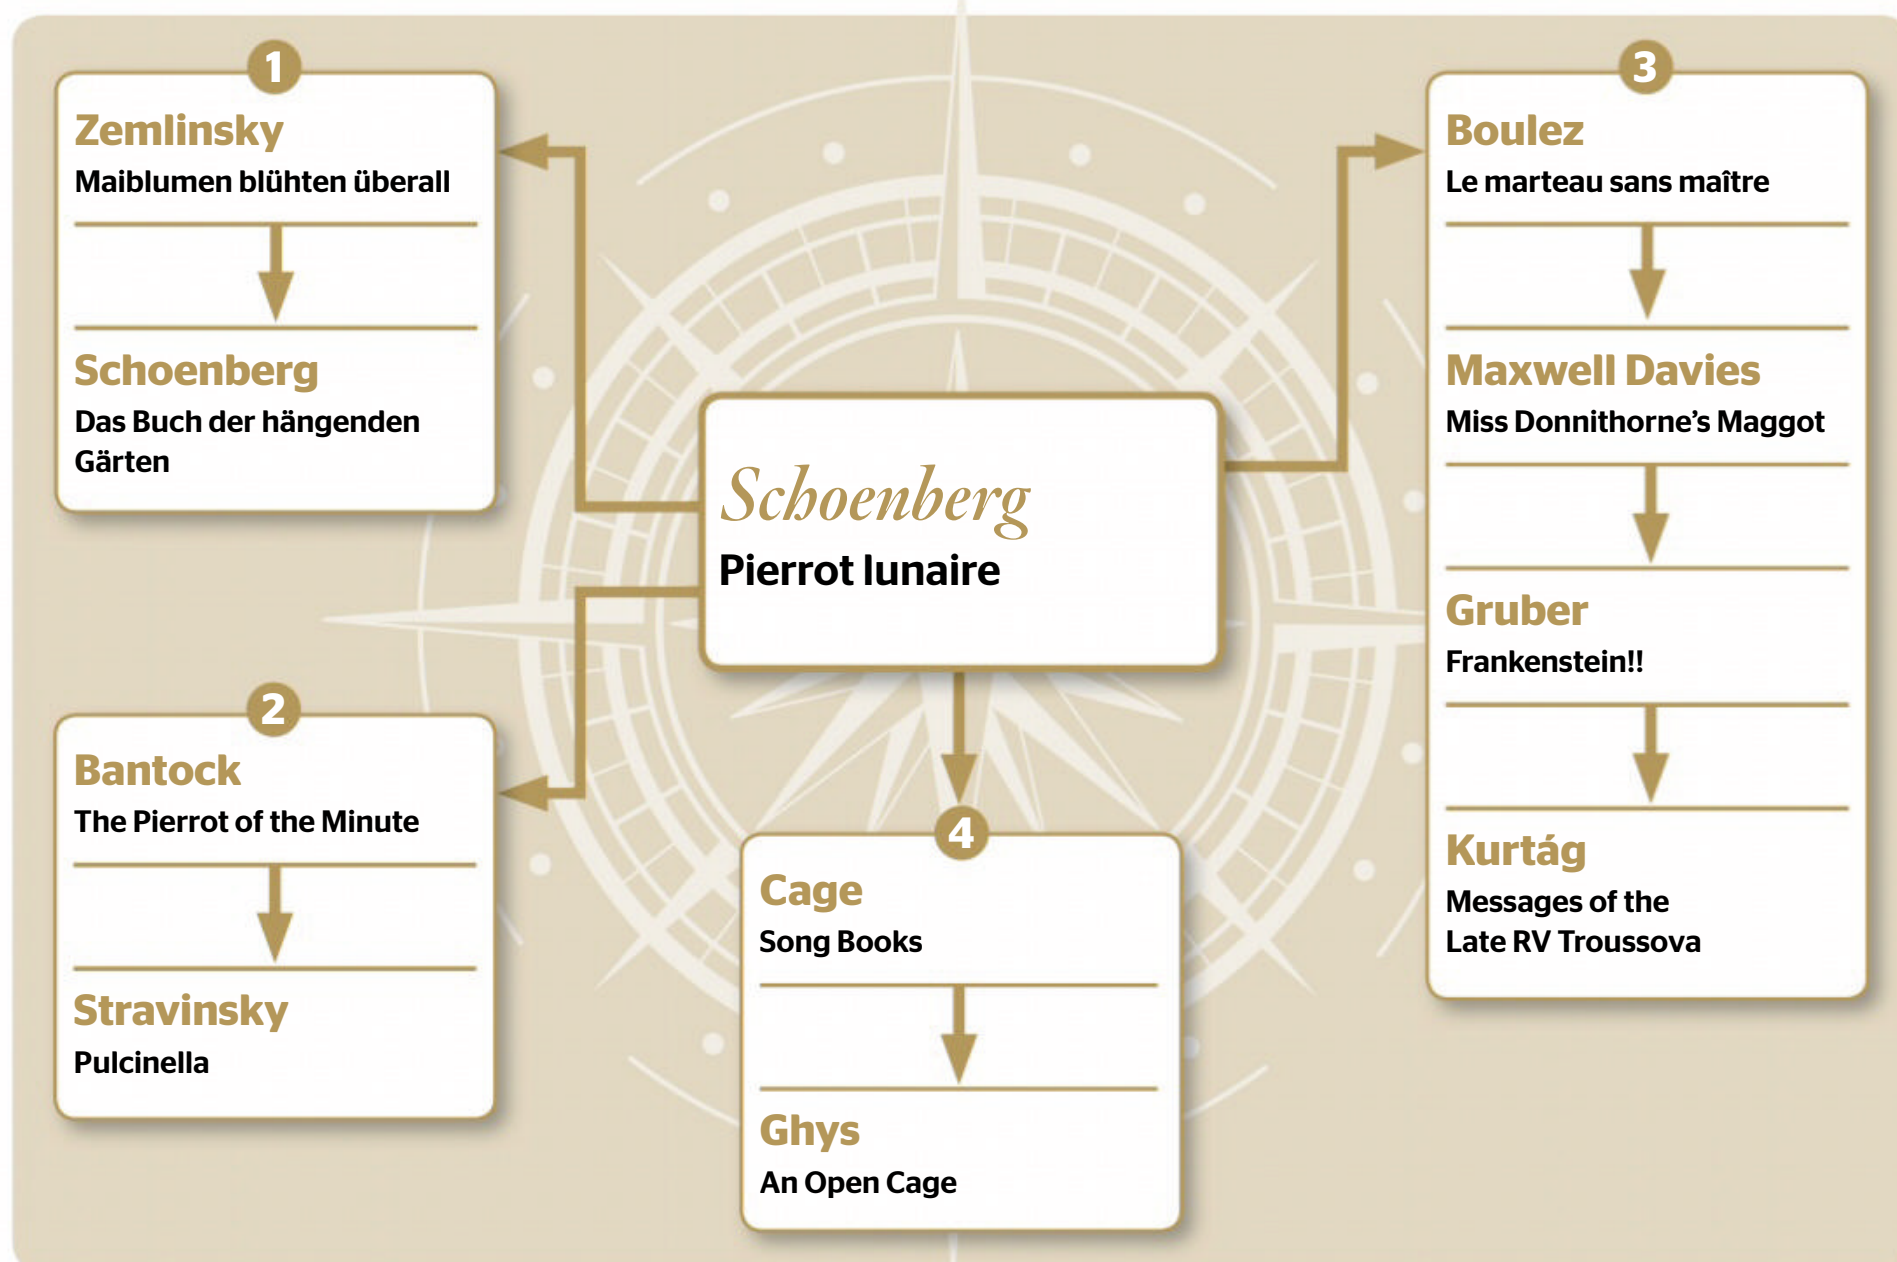 1
Zemlinsky
Maiblumen blühten überall
Schoenberg
Das Buch der hängenden
Gärten
2
Bantock
The Pierrot of the Minute
Stravinsky
Pulcinella
Schoenberg
Pierrot lunaire
4
Cage
Song Books
Ghys
An Open Cage
3
Boulez
Le marteau sans maître
Maxwell Davies
Miss Donnithorne’s Maggot
Gruber
Frankenstein!!
Kurtág
Messages of the
Late RV Troussova